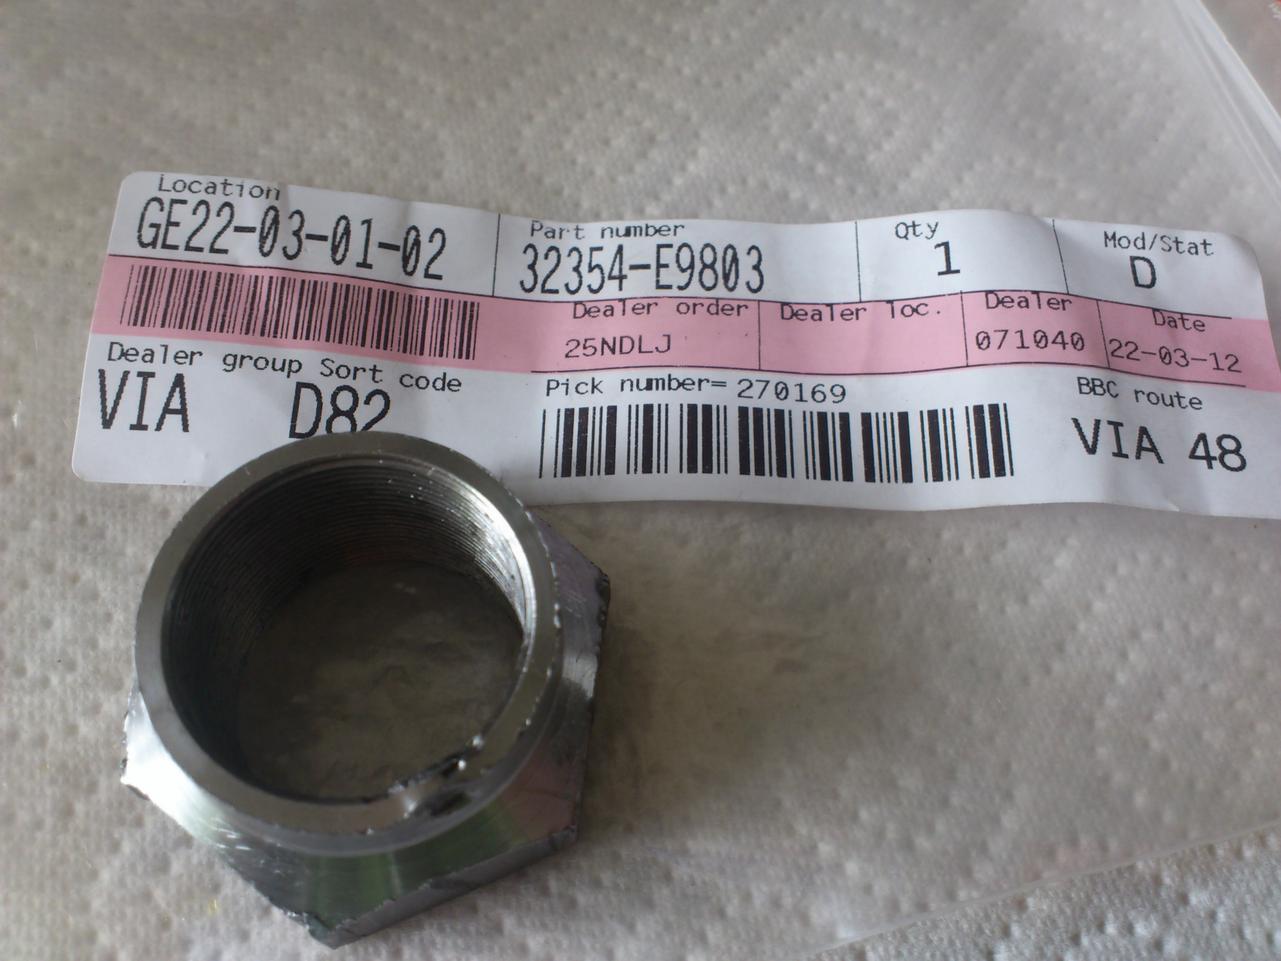 Location
GE22-03-01-02
Part number
32354-E9803
Qty
1
Mod/Stat
D
Dealer order
25NDLJ
Dealer loc.
Dealer
071040
Date
22-03-12
Dealer group Sort code
VIA D82
Pick number= 270169
BBC route
VIA 48